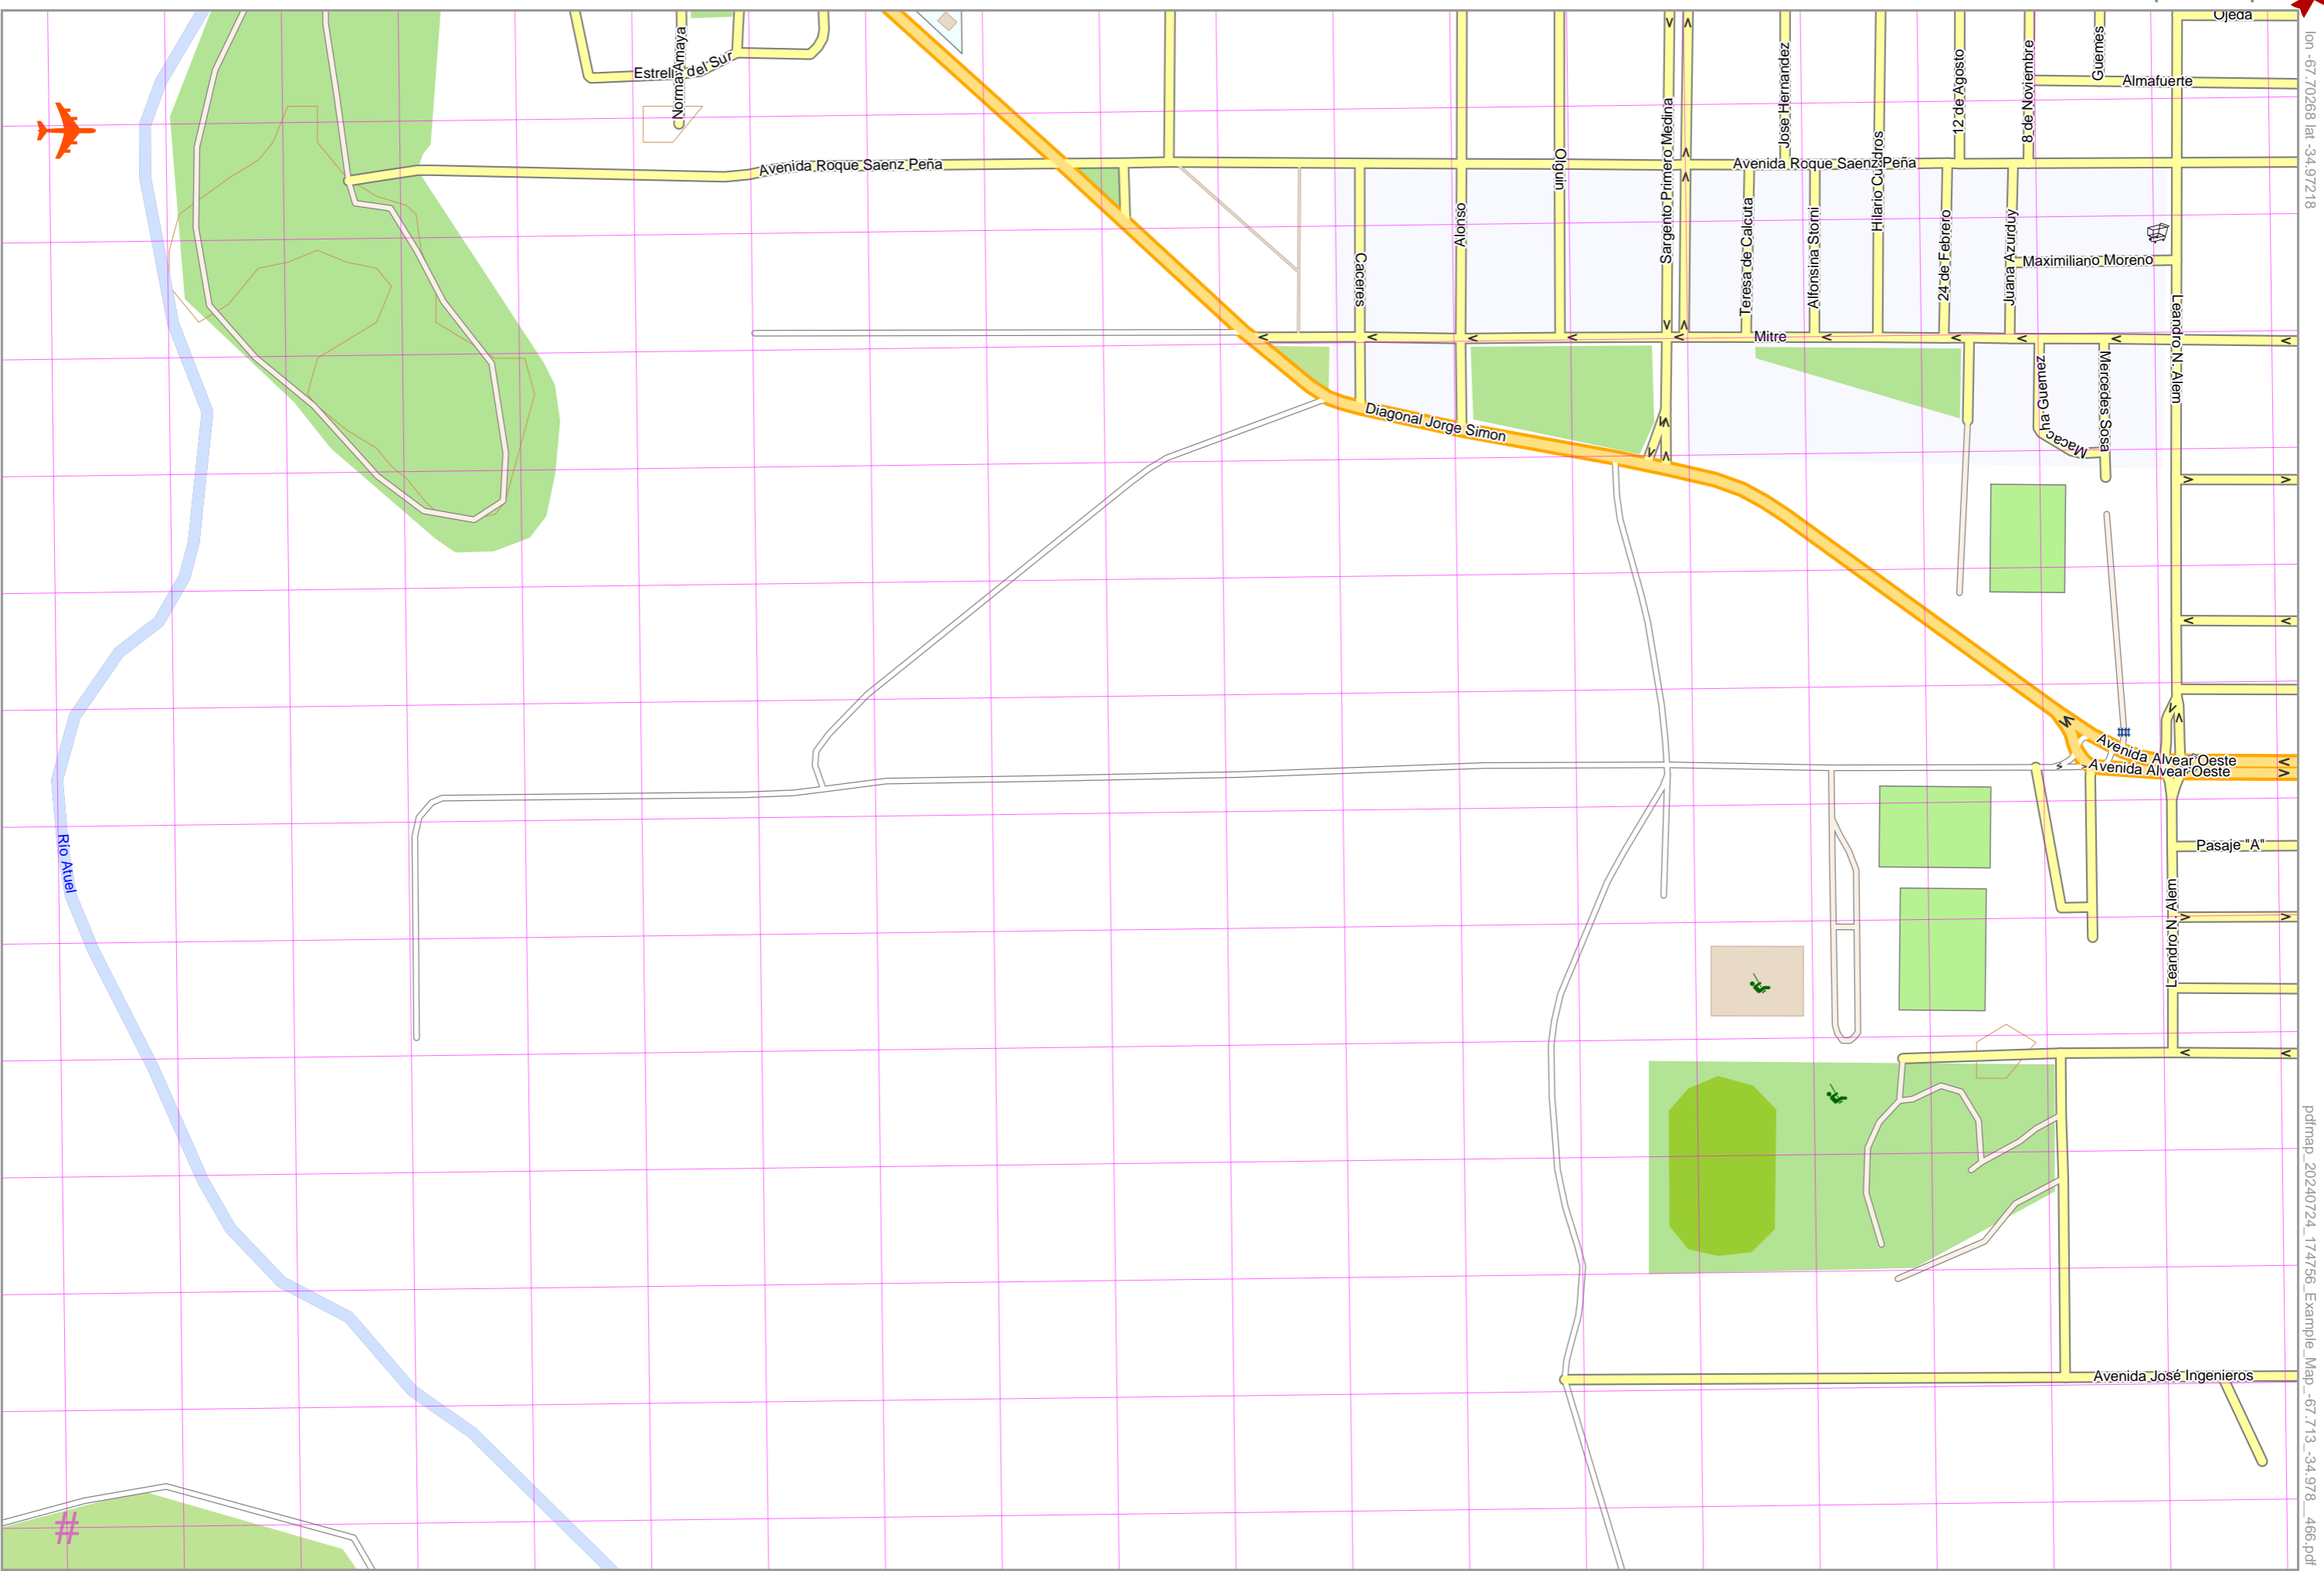 Ojeda
lon -67.70268 lat -34.97218
Guemes
Norma Amaya
Estrella del Sur
Jose Hernandez
12 de Agosto
8 de Noviembre
Almafuerte
Sargento Primero Medina
Avenida Roque Saenz Peña
Olguin
Avenida Roque Saenz Peña
Hilario Cuadros
Alonso
Teresa de Calcuta
Alfonsina Storni
24 de Febrero
Juana Azurduy
Caceres
Maximiliano Moreno
Leandro N. Alem
Mitre
Macacha Guemez
Mercedes Sosa
Diagonal Jorge Simon
Avenida Alvear Oeste
Avenida Alvear Oeste
Río Atuel
Pasaje "A"
Leandro N. Alem
Avenida José Ingenieros
pdfmap_20240724_174756_Example_Map_-67.713_-34.978__466.pdf
#